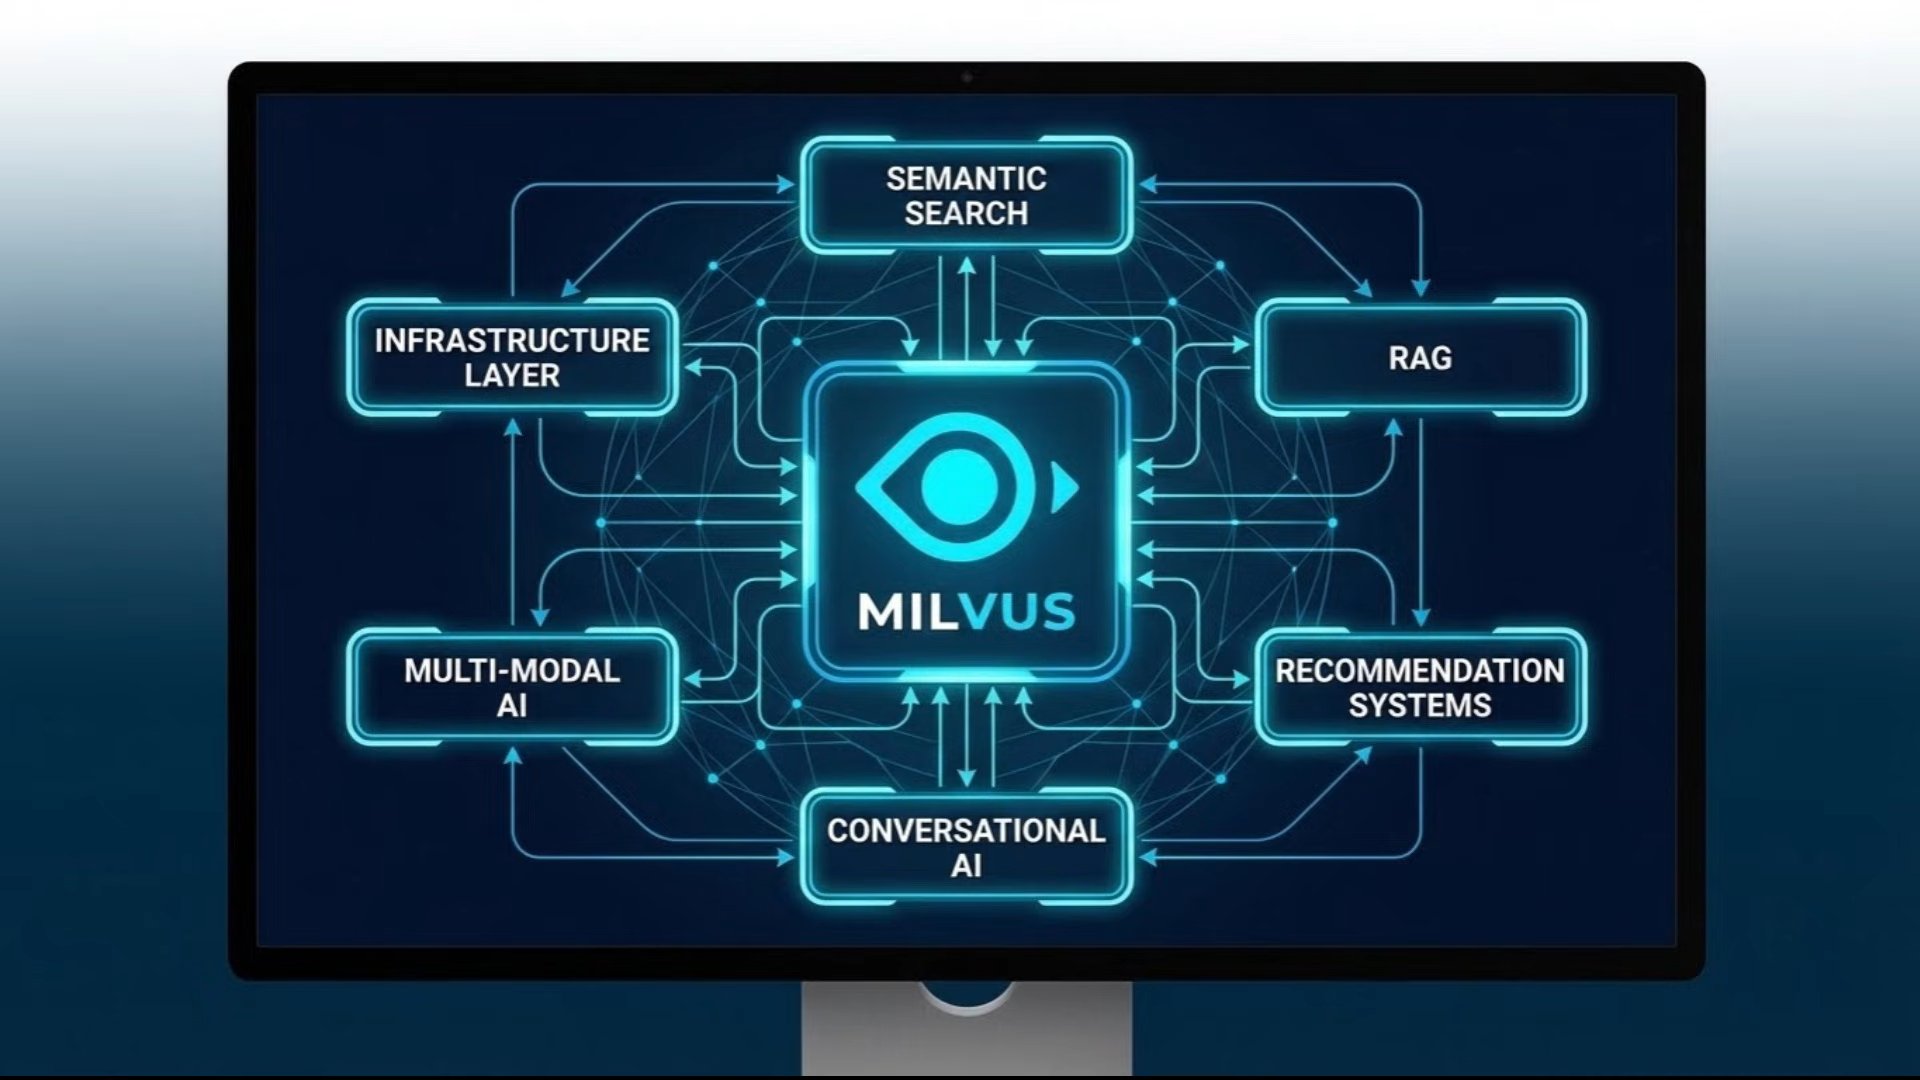 SEMANTIC
SEARCH
INFRASTRUCTURE
LAYER
RAG
MILVUS
MULTI-MODAL
AI
RECOMMENDATION
SYSTEMS
CONVERSATIONAL
AI